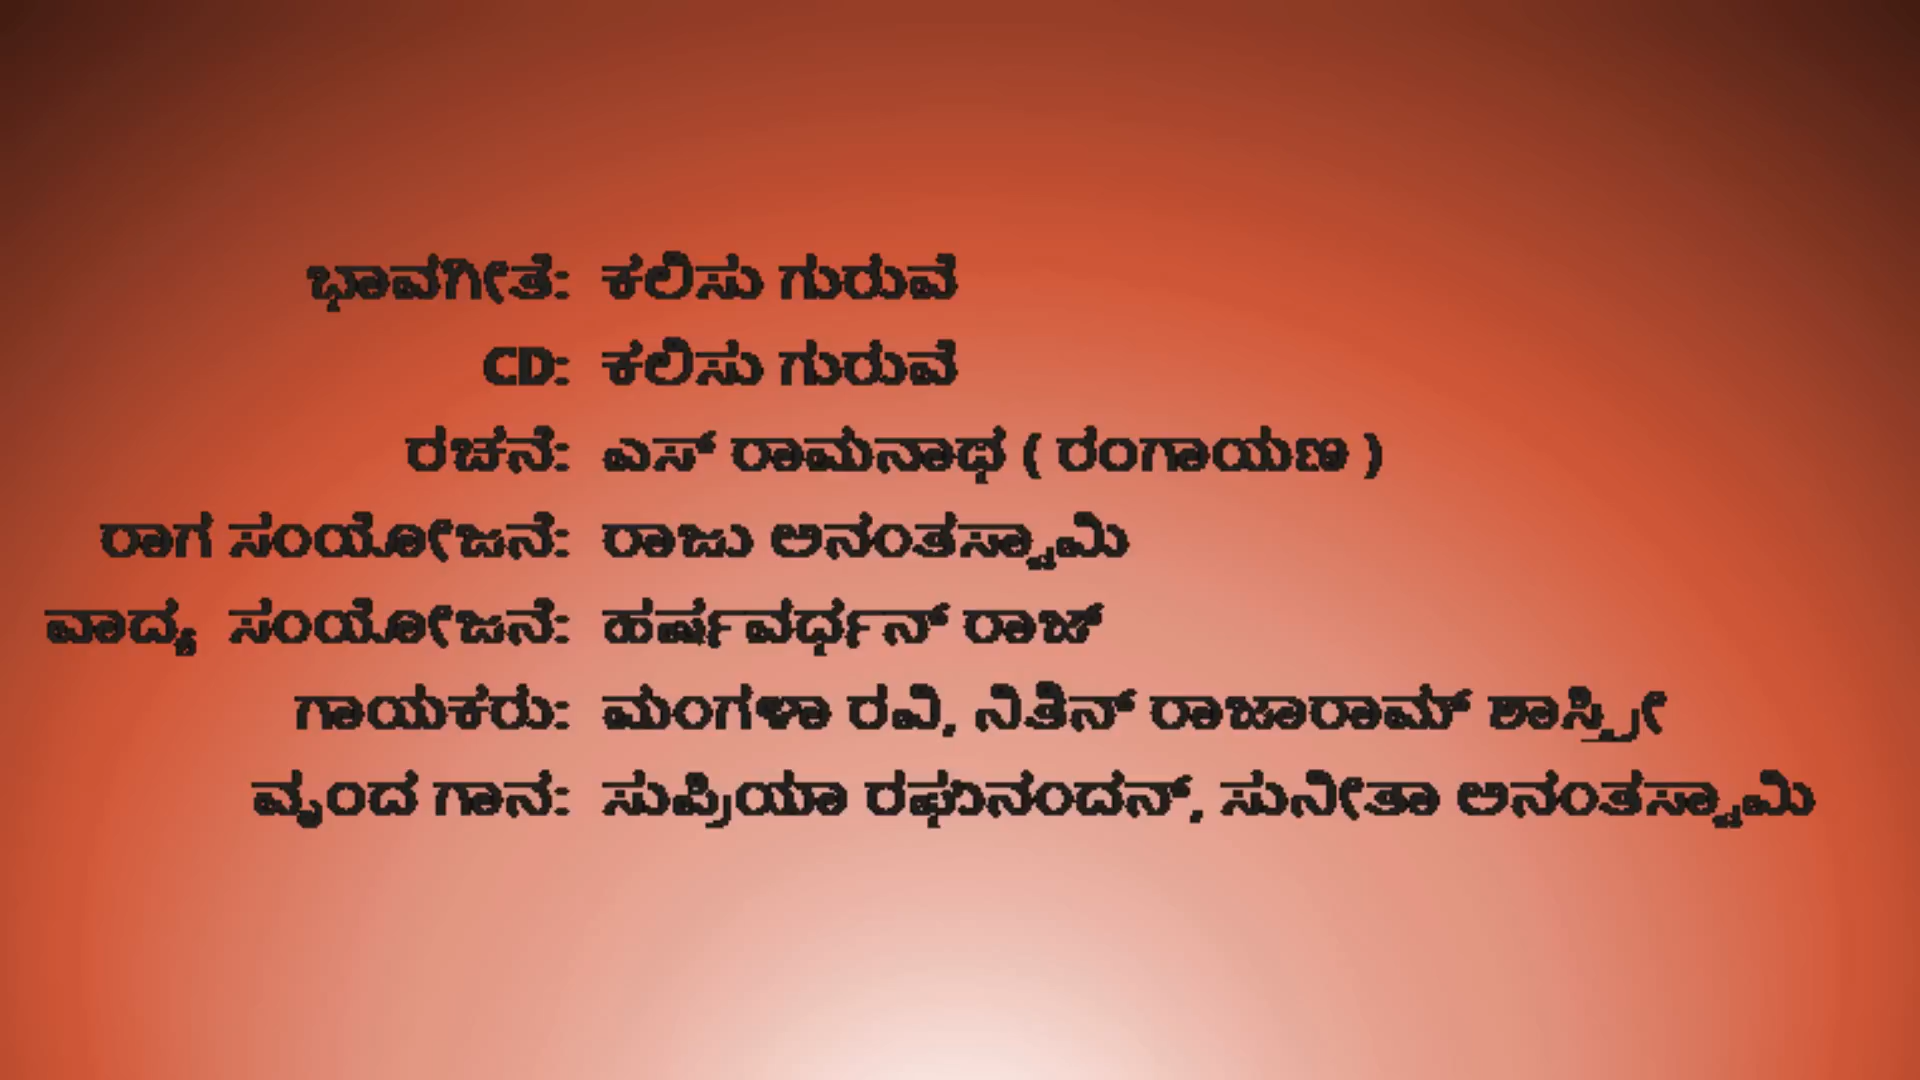 ಭಾವಗೀತೆ: ಕಲಿಸು ಗುರುವೆ
CD: ಕಲಿಸು ಗುರುವೆ
ರಚನೆ: ಎಸ್ ರಾಮನಾಥ ( ರಂಗಾಯಣ )
ರಾಗ ಸಂಯೋಜನೆ: ರಾಜು ಅನಂತಸ್ವಾಮಿ
ವಾದ್ಯ ಸಂಯೋಜನೆ: ಹರ್ಷವರ್ಧನ್ ರಾಜ್
ಗಾಯಕರು: ಮಂಗಳಾ ರವಿ, ನಿತಿನ್ ರಾಜಾರಾಮ್ ಶಾಸ್ತ್ರೀ
ವೃಂದ ಗಾನ: ಸುಪ್ರಿಯಾ ರಘುನಂದನ್, ಸುನೀತಾ ಅನಂತಸ್ವಾಮಿ